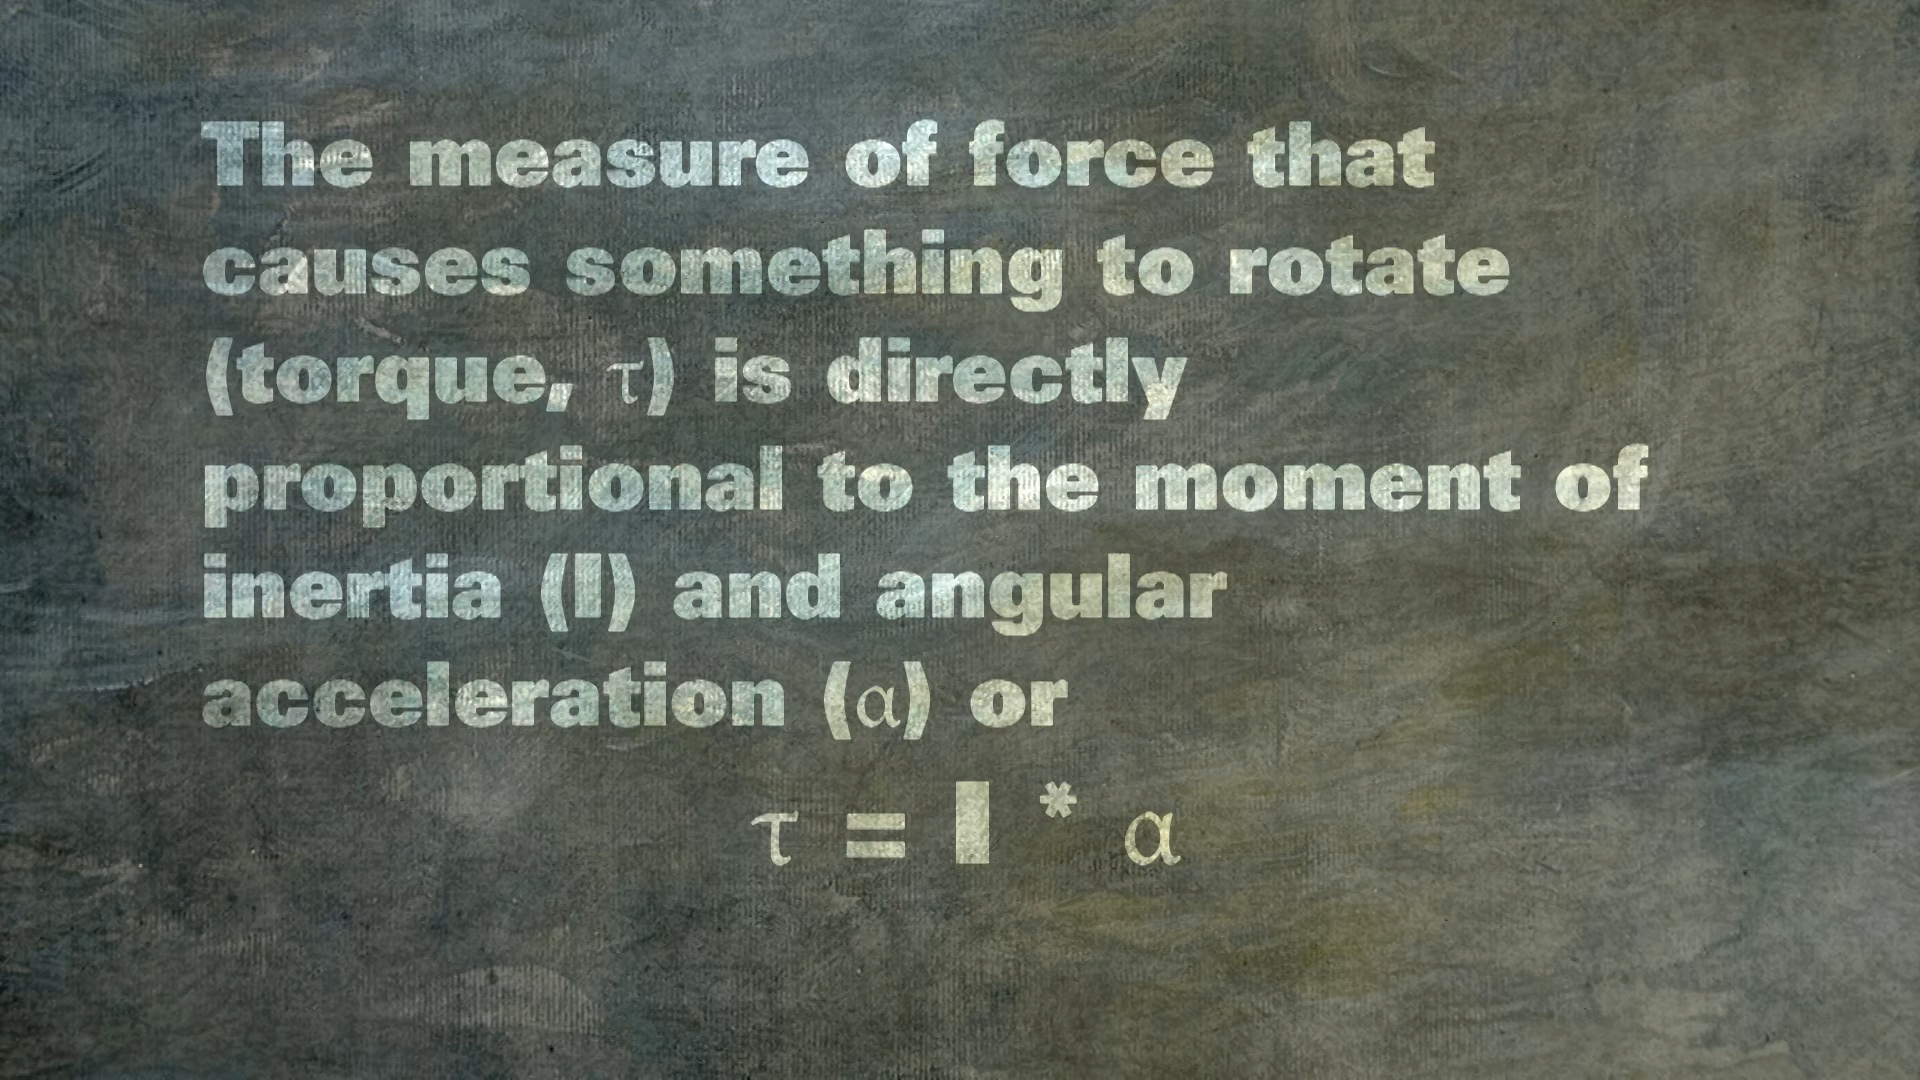 The measure of force that
causes something to rotate
(torque, τ) is directly
proportional to the moment of
inertia (I) and angular
acceleration (α) or
τ = I * α